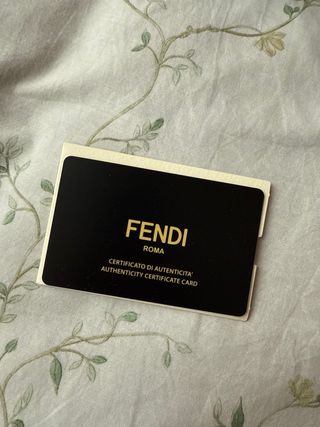 FENDI
ROMA
CERTIFICATO DI AUTENTICITA'
AUTHENTICITY CERTIFICATE CARD